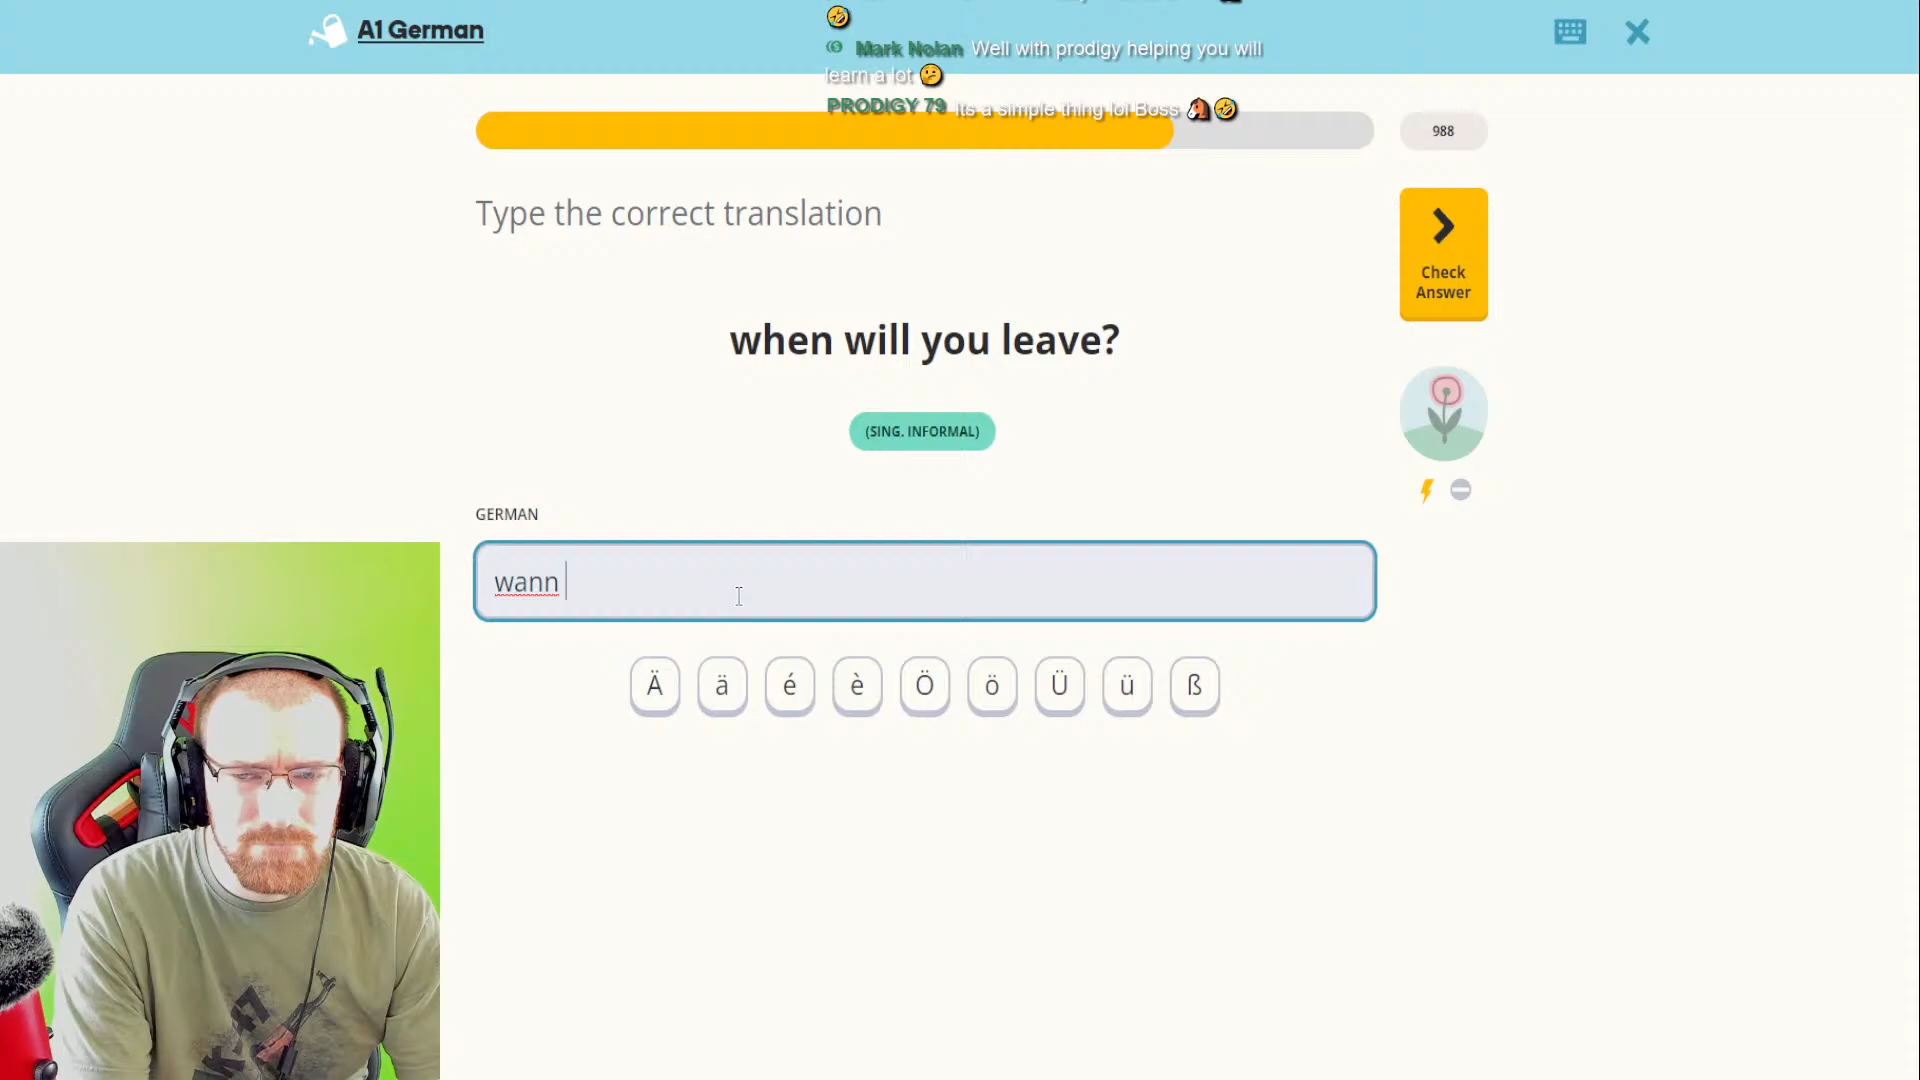 A1 German
Mark Nolan Well with prodigy helping you will
learn a lot
PRODIGY 79 Its a simple thing lol Boss
988
Type the correct translation
Check
Answer
when will you leave?
(SING. INFORMAL)
GERMAN
wann
Ä ä é è Ö ö Ü ü ß